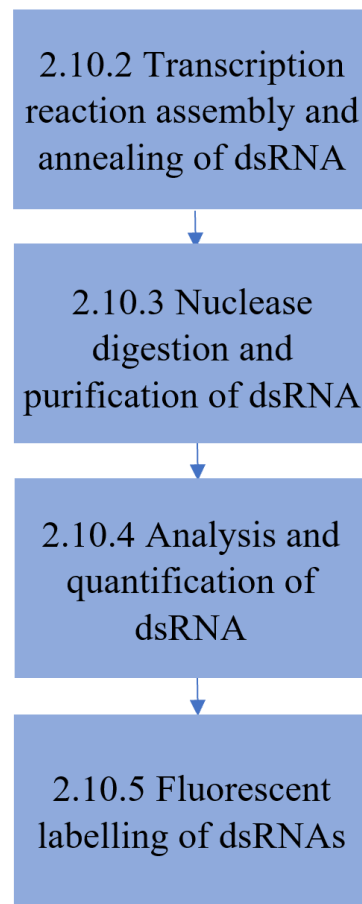 2.10.2 Transcription
reaction assembly and
annealing of dsRNA
2.10.3 Nuclease
digestion and
purification of dsRNA
2.10.4 Analysis and
quantification of
dsRNA
2.10.5 Fluorescent
labelling of dsRNAs